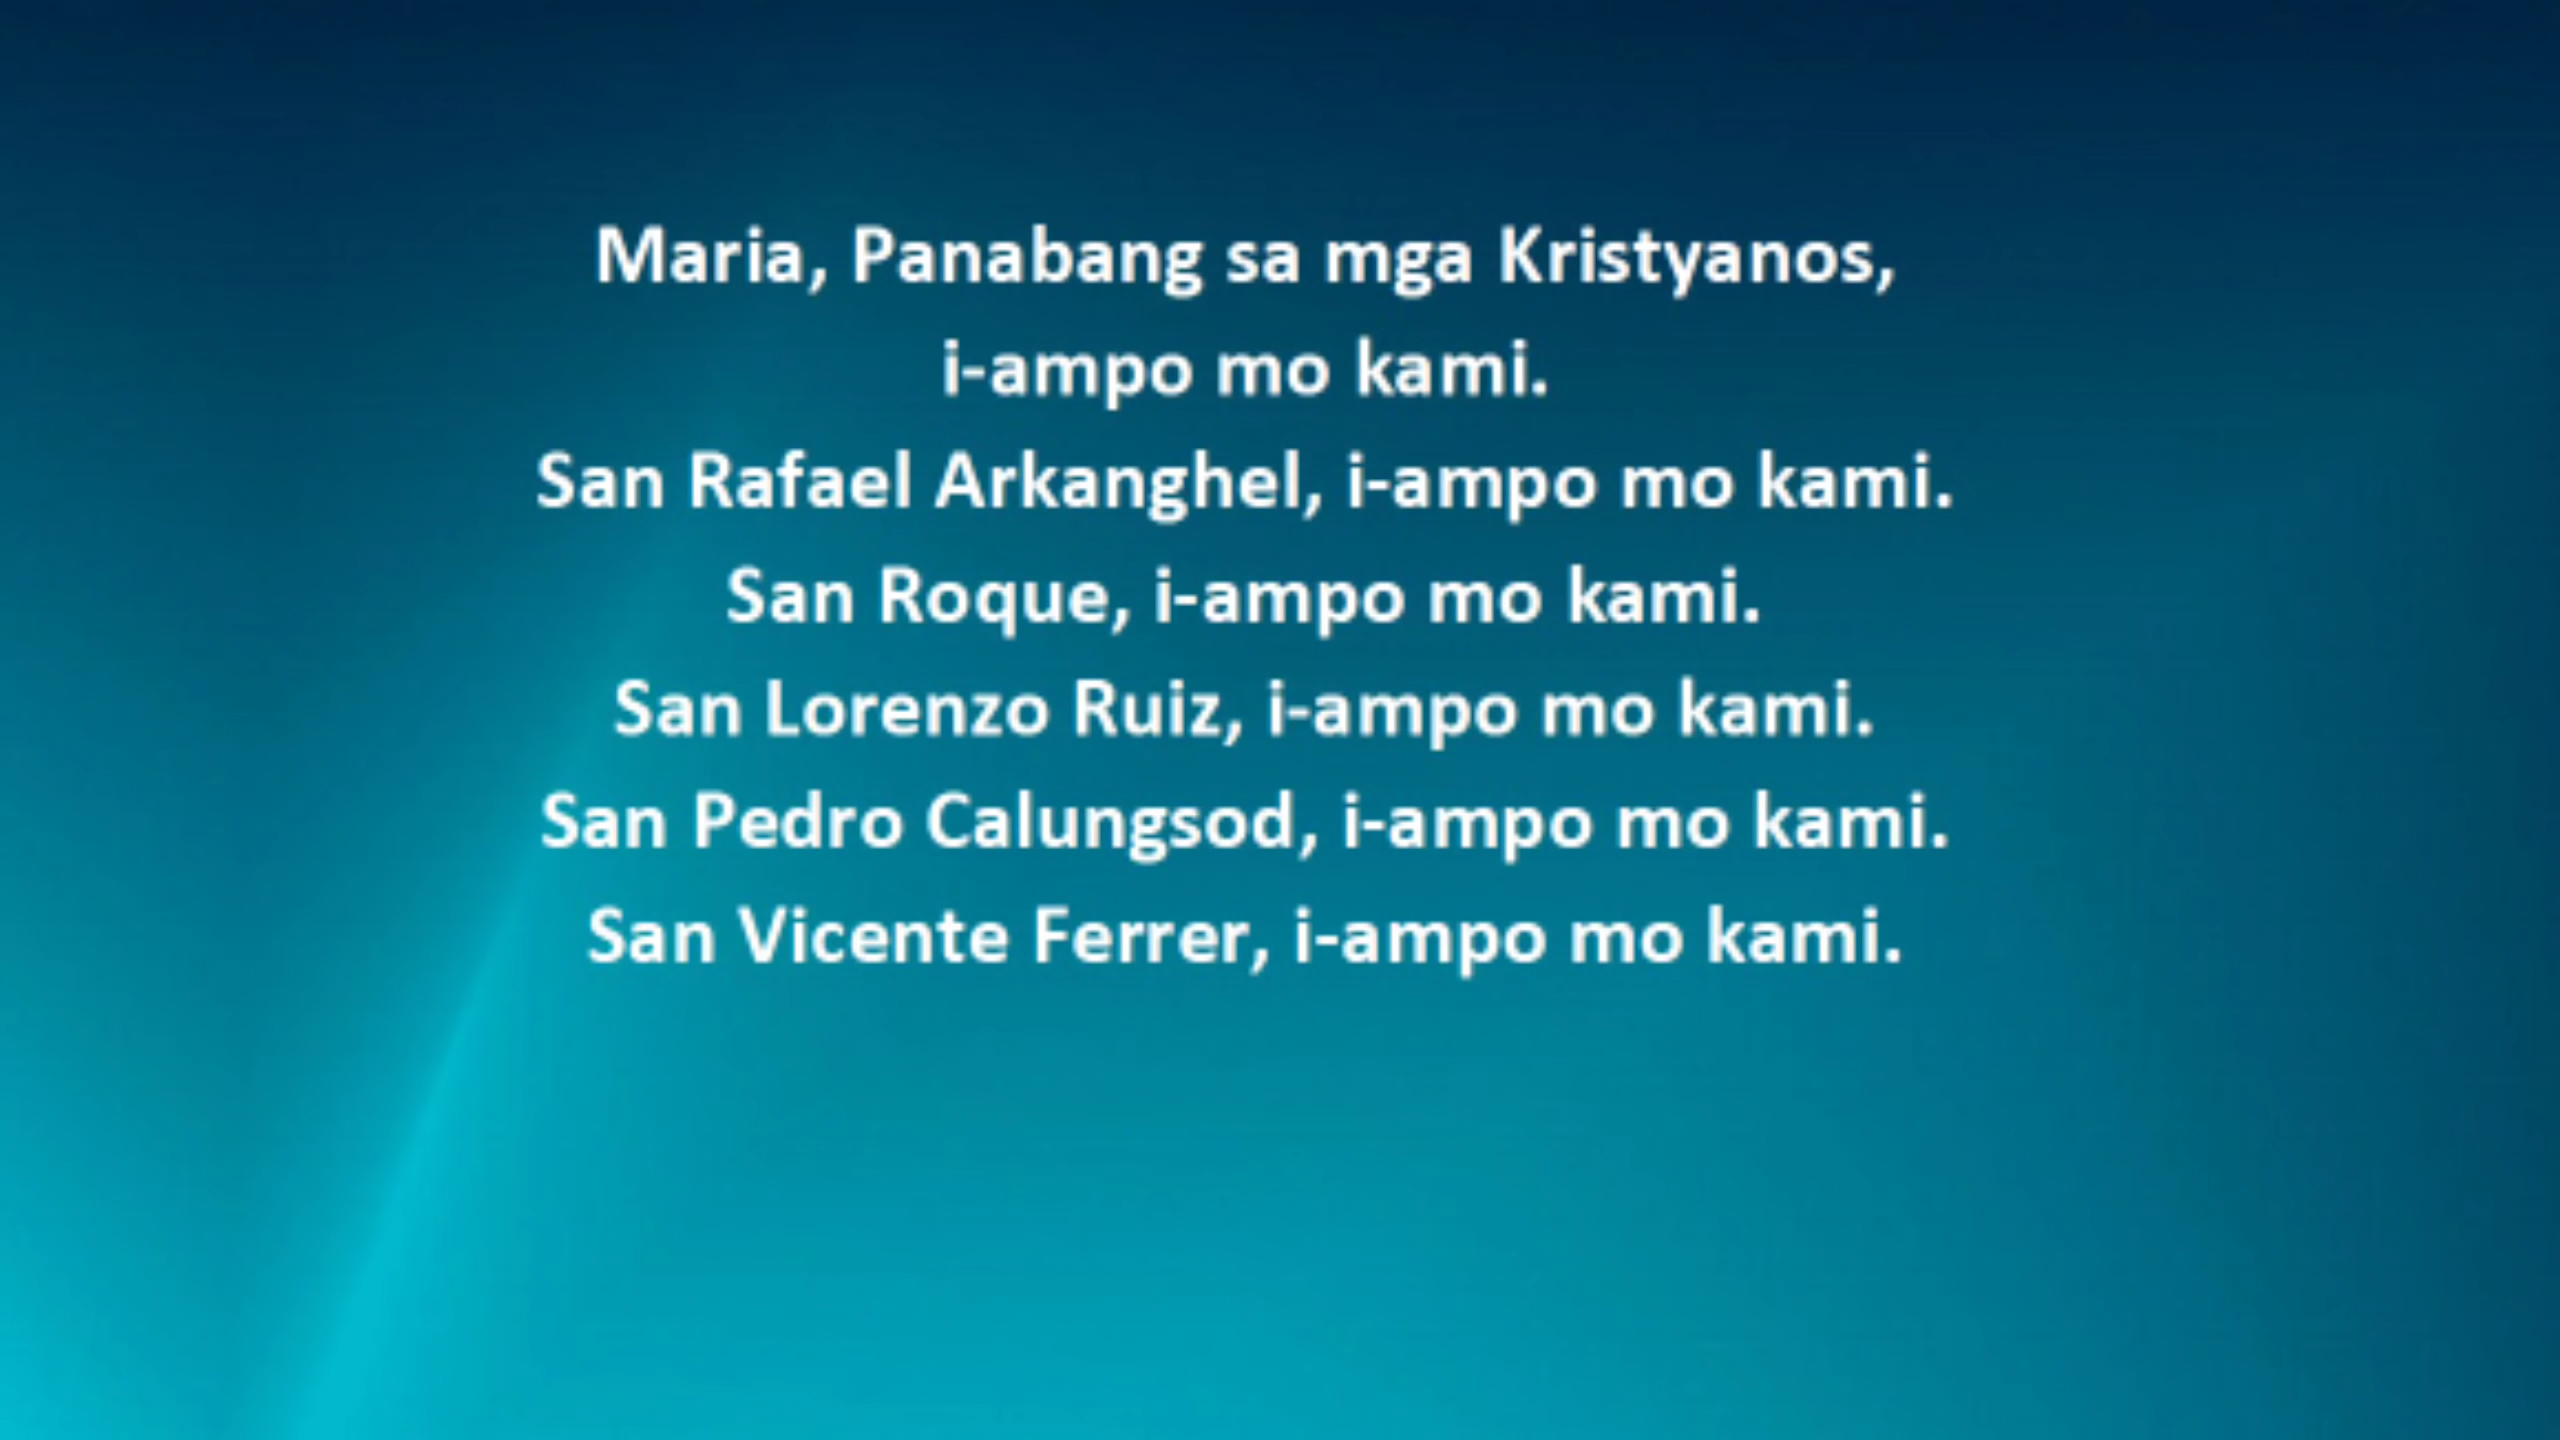 Maria, Panabang sa mga Kristyanos,
i-ampo mo kami.
San Rafael Arkanghel, i-ampo mo kami.
San Roque, i-ampo mo kami.
San Lorenzo Ruiz, i-ampo mo kami.
San Pedro Calungsod, i-ampo mo kami.
San Vicente Ferrer, i-ampo mo kami.